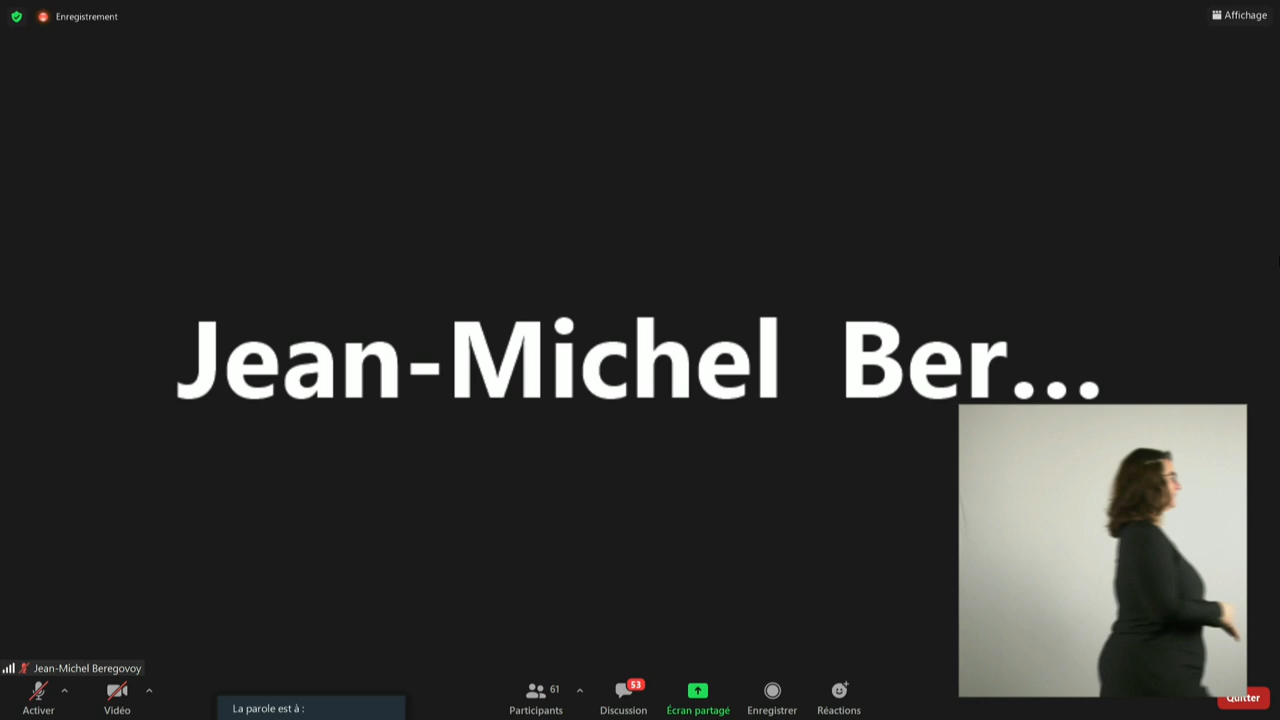 Enregistrement
Affichage
Jean-Michel Ber...
Jean-Michel Beregovoy
Activer
Vidéo
La parole est à :
61
Participants
53
Discussion
Écran partagé
Enregistrer
Réactions
Quitter